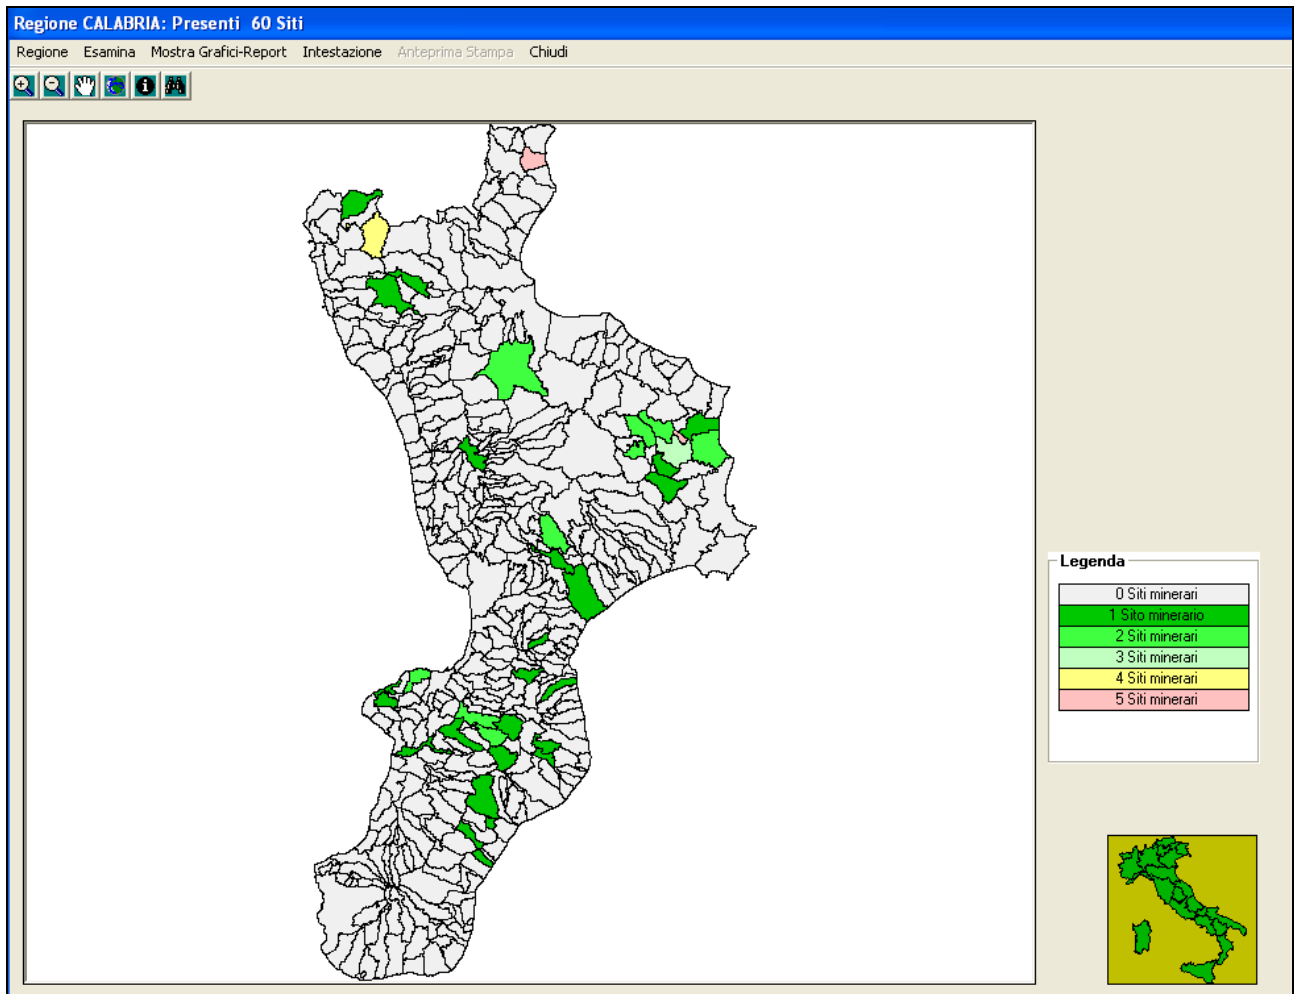 Regione CALABRIA: Presenti 60 Siti
Regione Esamina Mostra Grafici-Report Intestazione Anteprima Stampa Chiudi
Legenda
0 Siti minerari
1 Sito minerario
2 Siti minerari
3 Siti minerari
4 Siti minerari
5 Siti minerari